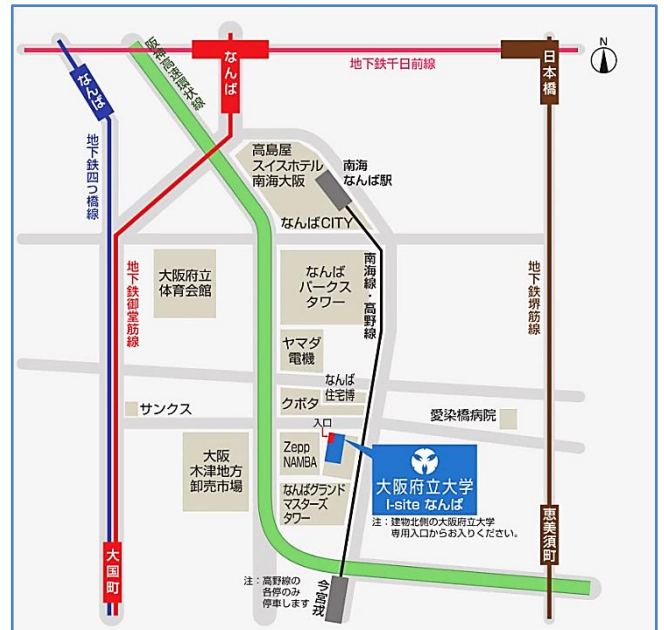 地下鉄千日前線
N
なんば
なんば
日本橋
阪神高速環状線
地下鉄四つ橋線
高島屋
スイスホテル
南海大阪
南海
なんば駅
なんばCITY
地下鉄御堂筋線
大阪府立
体育会館
なんば
パークス
タワー
南海線・高野線
地下鉄堺筋線
ヤマダ
電機
なんば
住宅博
クボタ
サンクス
入口
愛染橋病院
大阪
木津地方
卸売市場
Zepp
NAMBA
大阪府立大学
I-site なんば
なんばグランド
マスターズ
タワー
注：建物北側の大阪府立大学
専用入口からお入りください。
大国町
恵美須町
注：高野線の
各停のみ
停車します
今宮戎